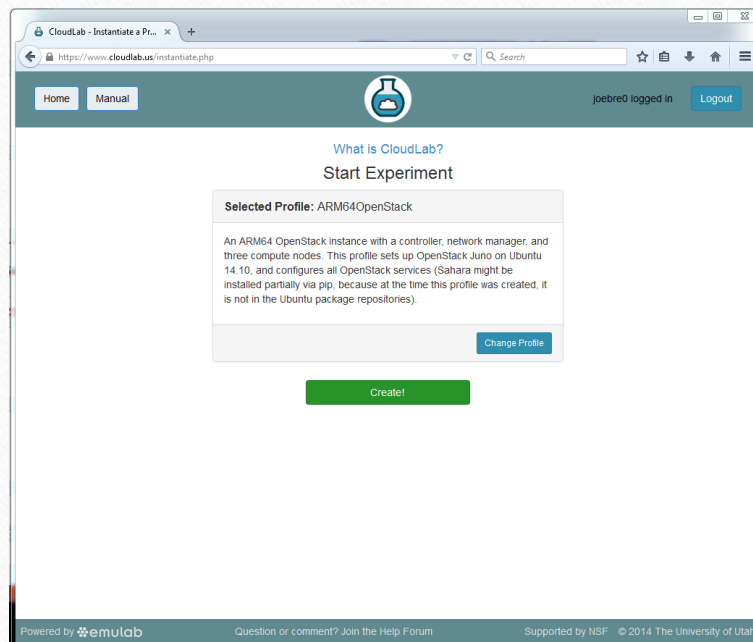 CloudLab - Instantiate a Pr...
https://www.cloudlab.us/instantiate.php
Search
Home
Manual
joebre0 logged in
Logout
What is CloudLab?
Start Experiment
Selected Profile: ARM64OpenStack
An ARM64 OpenStack instance with a controller, network manager, and
three compute nodes. This profile sets up OpenStack Juno on Ubuntu
14.10, and configures all OpenStack services (Sahara might be
installed partially via pip, because at the time this profile was created, it
is not in the Ubuntu package repositories).
Change Profile
Create!
Powered by emulab
Question or comment? Join the Help Forum
Supported by NSF © 2014 The University of Utah